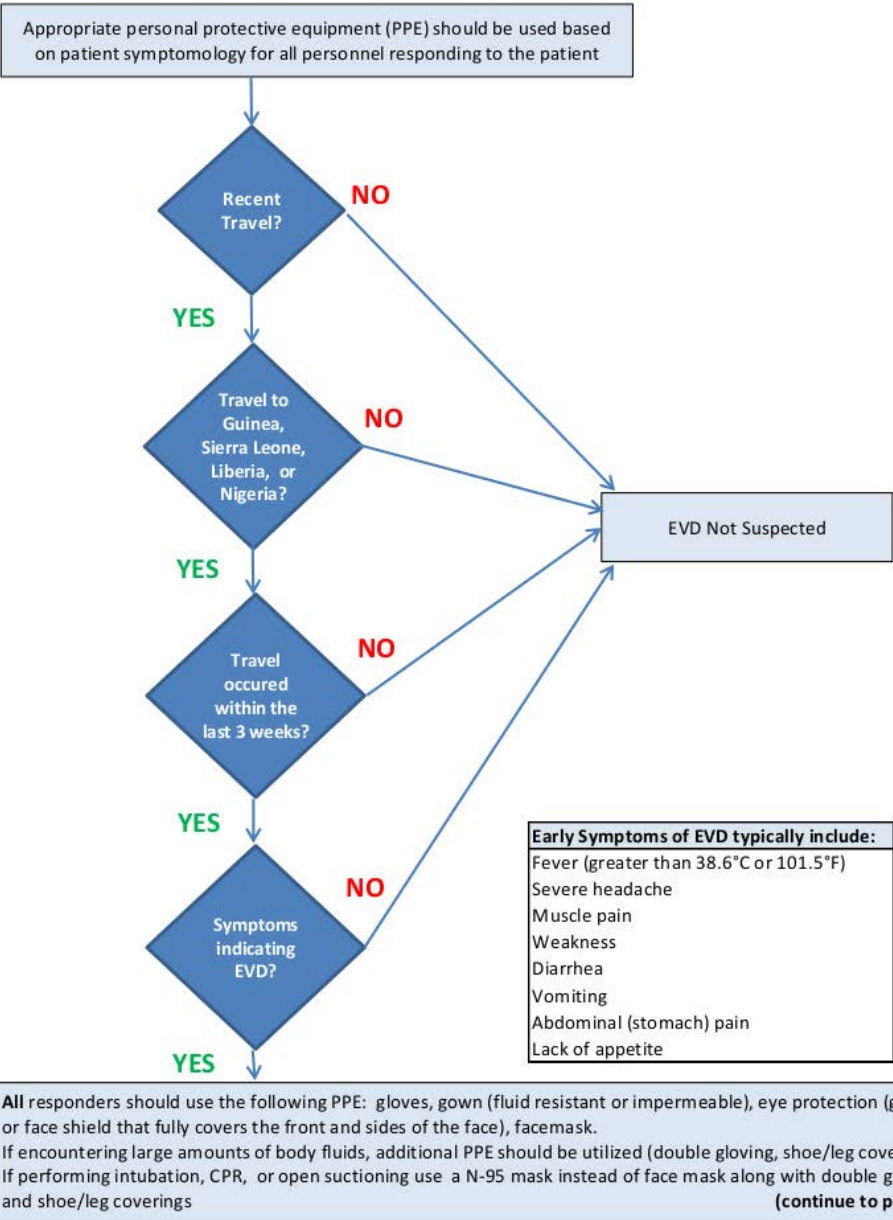 Appropriate personal protective equipment (PPE) should be used based
on patient symptomology for all personnel responding to the patient
Recent
Travel?
NO
YES
Travel to
Guinea,
Sierra Leone,
Liberia, or
Nigeria?
NO
EVD Not Suspected
YES
Travel
occured
within the
last 3 weeks?
NO
YES
Symptoms
indicating
EVD?
NO
Early Symptoms of EVD typically include:
Fever (greater than 38.6°C or 101.5°F)
Severe headache
Muscle pain
Weakness
Diarrhea
Vomiting
Abdominal (stomach) pain
Lack of appetite
YES
All responders should use the following PPE: gloves, gown (fluid resistant or impermeable), eye protection
or face shield that fully covers the front and sides of the face), facemask.
If encountering large amounts of body fluids, additional PPE should be utilized (double gloving, shoe/leg
If performing intubation, CPR, or open suctioning use a N-95 mask instead of face mask along with double
and shoe/leg coverings (continue to